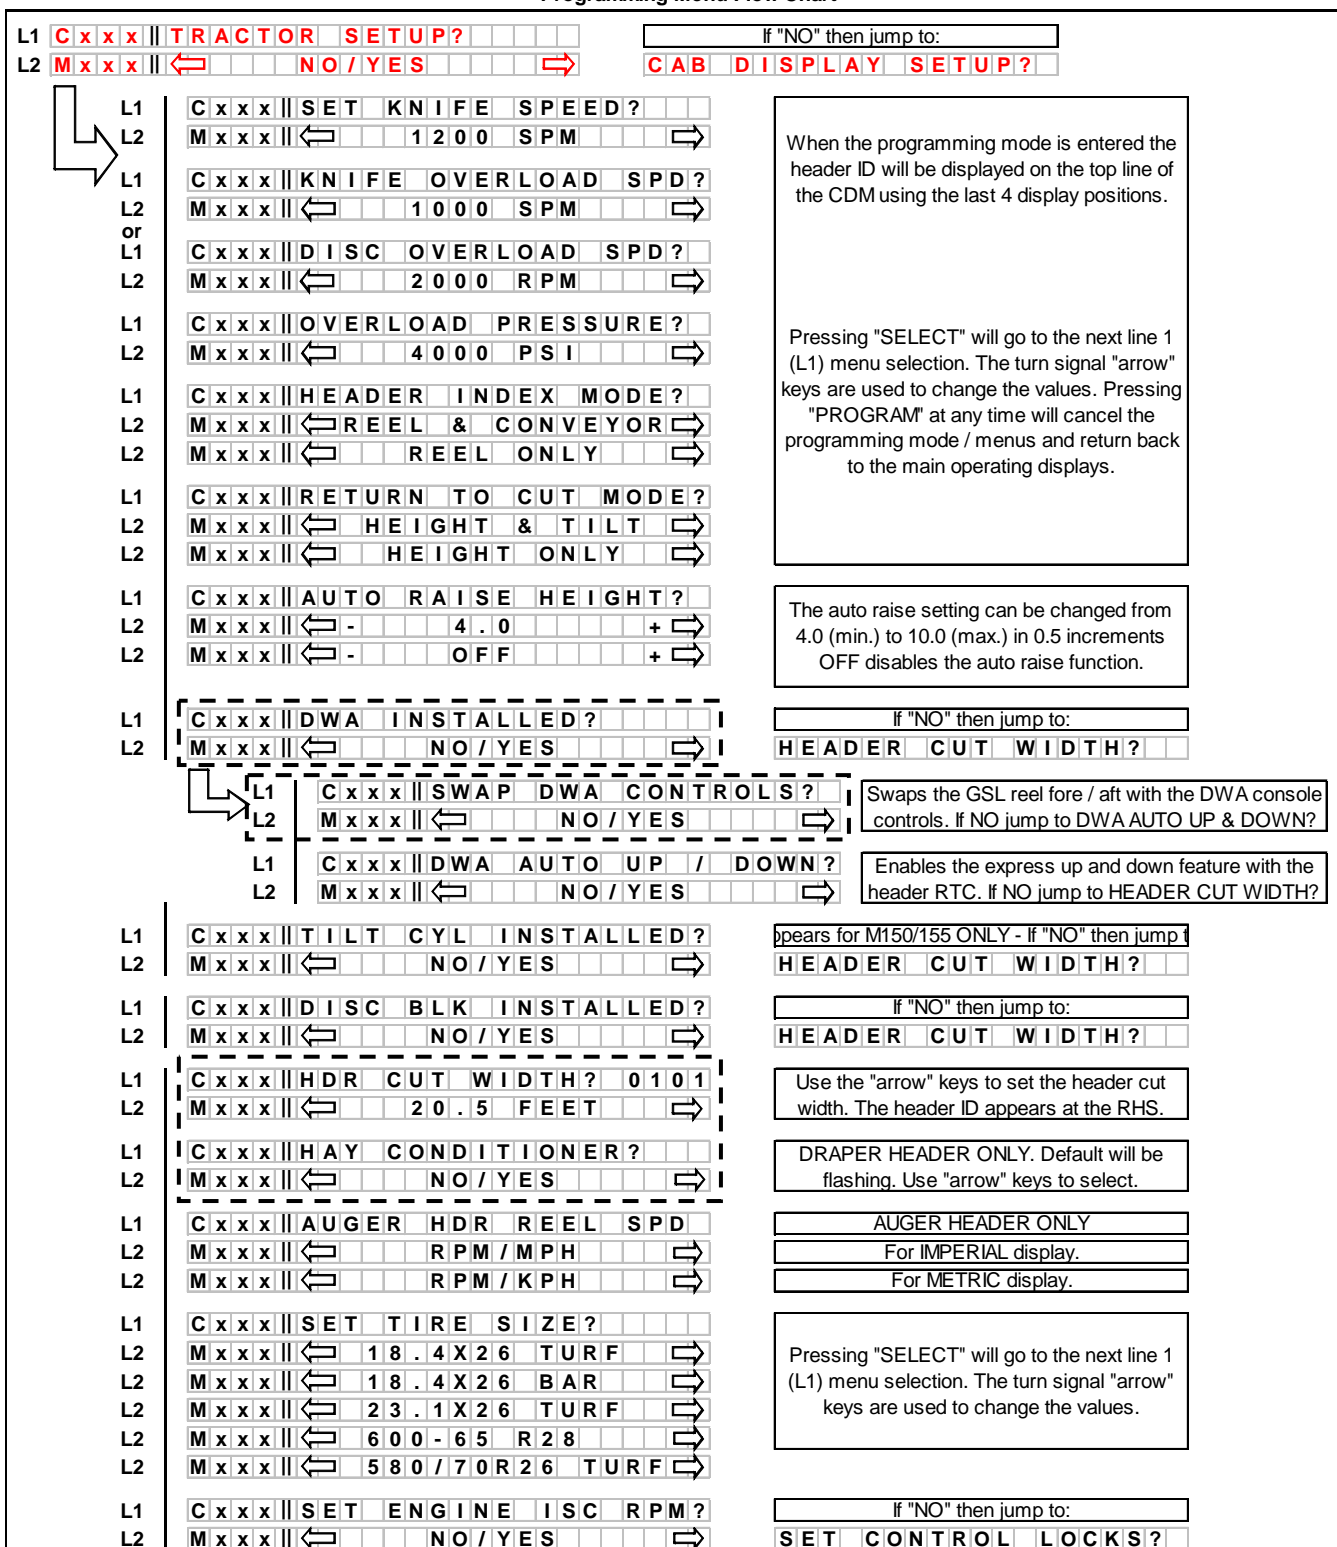 L1 Cxxx||TRACTOR SETUP? If "NO" then jump to:
L2 Mxxx|| NO/YES CAB DISPLAY SETUP?
L1 Cxxx||SET KNIFE SPEED?
L2 Mxxx|| 1200 SPM
L1 Cxxx||KNIFE OVERLOAD SPD?
L2 Mxxx|| 1000 SPM
or
L1 Cxxx||DISC OVERLOAD SPD?
L2 Mxxx|| 2000 RPM
L1 Cxxx||OVERLOAD PRESSURE?
L2 Mxxx|| 4000 PSI
L1 Cxxx||HEADER INDEX MODE?
L2 Mxxx|| REEL & CONVEYOR
L2 Mxxx|| REEL ONLY
L1 Cxxx||RETURN TO CUT MODE?
L2 Mxxx|| HEIGHT & TILT
L2 Mxxx|| HEIGHT ONLY
When the programming mode is entered the
header ID will be displayed on the top line of
the CDM using the last 4 display positions.
Pressing "SELECT" will go to the next line 1
(L1) menu selection. The turn signal "arrow"
keys are used to change the values. Pressing
"PROGRAM" at any time will cancel the
programming mode / menus and return back
to the main operating displays.
L1 Cxxx||AUTO RAISE HEIGHT?
L2 Mxxx|| - 4.0 +
L2 Mxxx|| - OFF +
The auto raise setting can be changed from
4.0 (min.) to 10.0 (max.) in 0.5 increments
OFF disables the auto raise function.
L1 Cxxx||DWA INSTALLED? If "NO" then jump to:
L2 Mxxx|| NO/YES HEADER CUT WIDTH?
L1 Cxxx||SWAP DWA CONTROLS?
L2 Mxxx|| NO/YES
Swaps the GSL reel fore / aft with the DWA console
controls. If NO jump to DWA AUTO UP & DOWN?
L1 Cxxx||DWA AUTO UP / DOWN?
L2 Mxxx|| NO/YES
Enables the express up and down feature with the
header RTC. If NO jump to HEADER CUT WIDTH?
L1 Cxxx||TILT CYL INSTALLED? ppears for M150/155 ONLY - If "NO" then jump t
L2 Mxxx|| NO/YES HEADER CUT WIDTH?
L1 Cxxx||DISC BLK INSTALLED? If "NO" then jump to:
L2 Mxxx|| NO/YES HEADER CUT WIDTH?
L1 Cxxx||HDR CUT WIDTH? 0101
L2 Mxxx|| 20.5 FEET
Use the "arrow" keys to set the header cut
width. The header ID appears at the RHS.
L1 Cxxx||HAY CONDITIONER?
L2 Mxxx|| NO/YES
DRAPER HEADER ONLY. Default will be
flashing. Use "arrow" keys to select.
L1 Cxxx||AUGER HDR REEL SPD AUGER HEADER ONLY
L2 Mxxx|| RPM/MPH For IMPERIAL display.
L2 Mxxx|| RPM/KPH For METRIC display.
L1 Cxxx||SET TIRE SIZE?
L2 Mxxx|| 18.4X26 TURF
L2 Mxxx|| 18.4X26 BAR
L2 Mxxx|| 23.1X26 TURF
L2 Mxxx|| 600-65 R28
L2 Mxxx|| 580/70R26 TURF
Pressing "SELECT" will go to the next line 1
(L1) menu selection. The turn signal "arrow"
keys are used to change the values.
L1 Cxxx||SET ENGINE ISC RPM? If "NO" then jump to:
L2 Mxxx|| NO/YES SET CONTROL LOCKS?